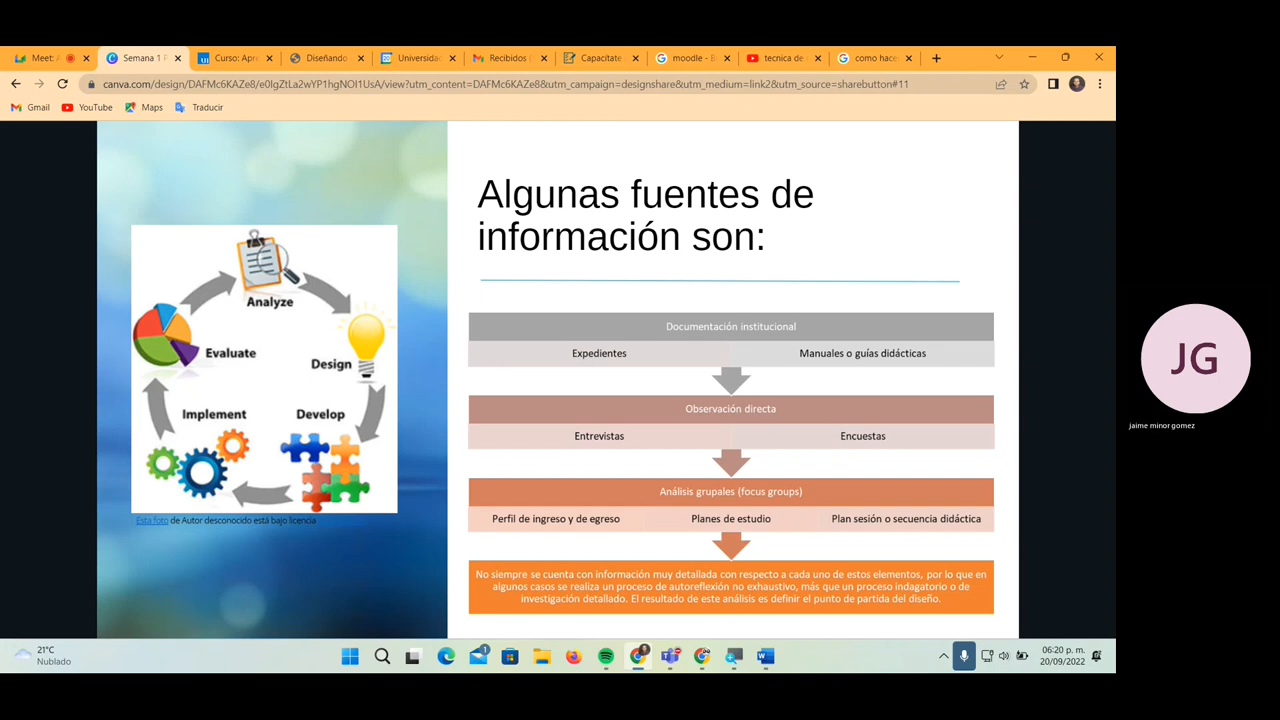 Meet:
Semana 1 P
Curso: Apre
Diseñando
Universidad
Recibidos (
Capacítate
moodle - B
tecnica de
como hace
canva.com/design/DAFMc6KAZe8/e0lgZtLa2wYP1hgNOI1UsA/view?utm_content=DAFMc6KAZe8&utm_campaign=designshare&utm_medium=link2&utm_source=sharebutton#11
Gmail
YouTube
Maps
Traducir
Algunas fuentes de
información son:
Analyze
Evaluate
Design
Implement
Develop
Esta foto de Autor desconocido está bajo licencia
Documentación institucional
Expedientes
Manuales o guías didácticas
Observación directa
Entrevistas
Encuestas
Análisis grupales (focus groups)
Perfil de ingreso y de egreso
Planes de estudio
Plan sesión o secuencia didáctica
No siempre se cuenta con información muy detallada con respecto a cada uno de estos elementos, por lo que en
algunos casos se realiza un proceso de autoreflexión no exhaustivo, más que un proceso indagatorio o de
investigación detallado. El resultado de este análisis es definir el punto de partida del diseño.
JG
jaime minor gomez
21°C
Nublado
1
06:20 p. m.
20/09/2022